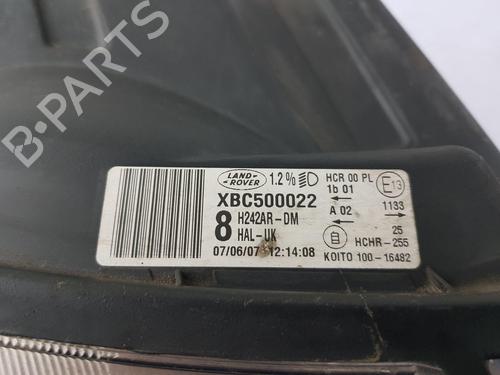 LAND ROVER 1.2% HCR 00 PL E13
1b 01
XBC500022
A 02 1133
8 H242AR-DM
HAL-UK 25
HCHR-255
07/06/07 12:14:08 KOITO 100-16482